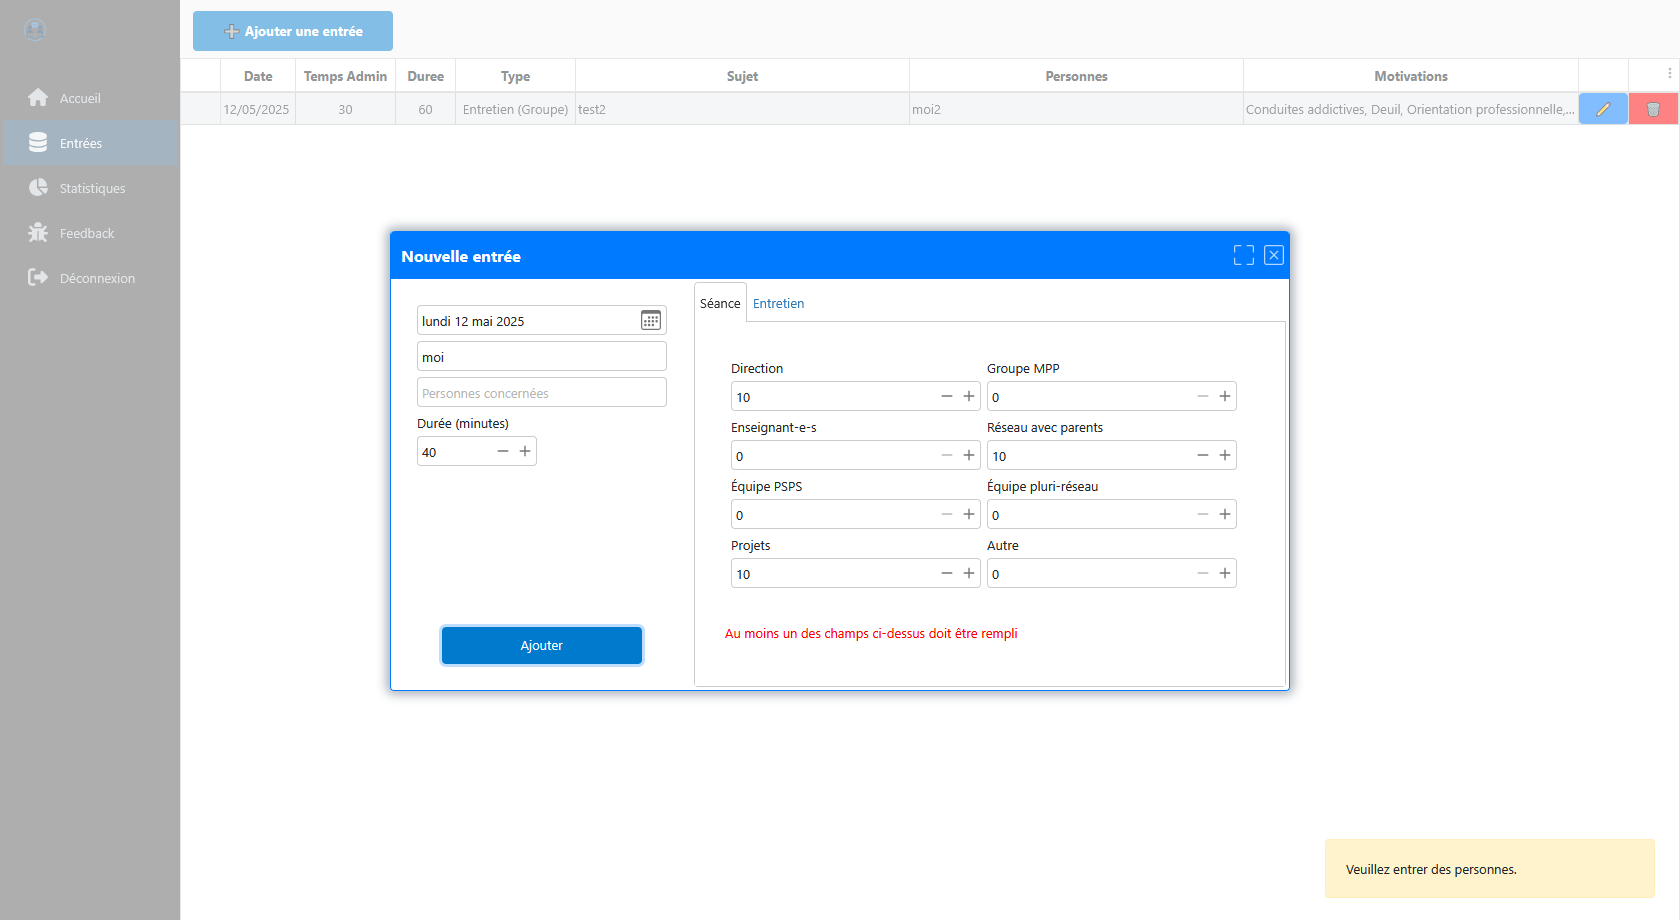 Ajouter une entrée
Accueil
Entrées
Statistiques
Feedback
Déconnexion
Date Temps Admin Duree Type Sujet Personnes Motivations
12/05/2025 30 60 Entretien (Groupe) test2 moi2 Conduites addictives, Deuil, Orientation professionnelle,...
Nouvelle entrée
lundi 12 mai 2025
moi
Personnes concernées
Durée (minutes)
40
Ajouter
Séance Entretien
Direction Groupe MPP
10 0
Enseignant-e-s Réseau avec parents
0 10
Équipe PSPS Équipe pluri-réseau
0 0
Projets Autre
10 0
Au moins un des champs ci-dessus doit être rempli
Veuillez entrer des personnes.